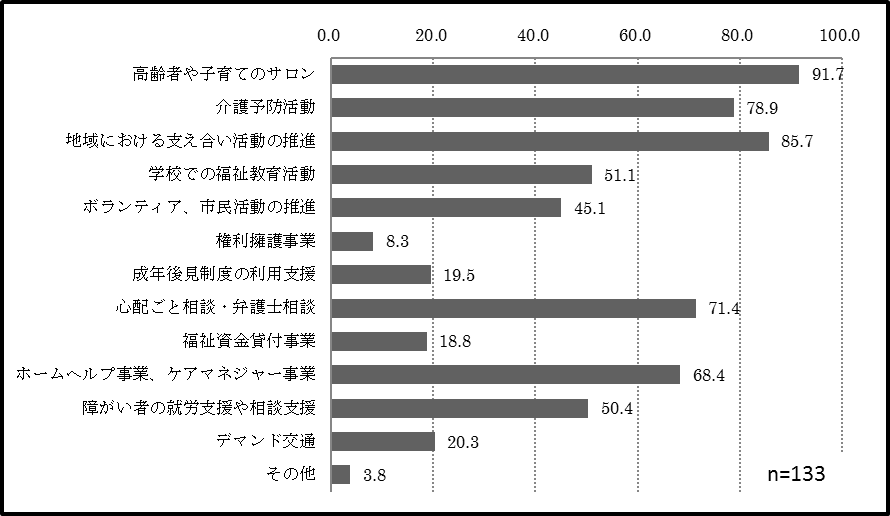 0.0 20.0 40.0 60.0 80.0 100.0
高齢者や子育てのサロン 91.7
介護予防活動 78.9
地域における支え合い活動の推進 85.7
学校での福祉教育活動 51.1
ボランティア、市民活動の推進 45.1
権利擁護事業 8.3
成年後見制度の利用支援 19.5
心配ごと相談・弁護士相談 71.4
福祉資金貸付事業 18.8
ホームヘルプ事業、ケアマネジャー事業 68.4
障がい者の就労支援や相談支援 50.4
デマンド交通 20.3
その他 3.8
n=133